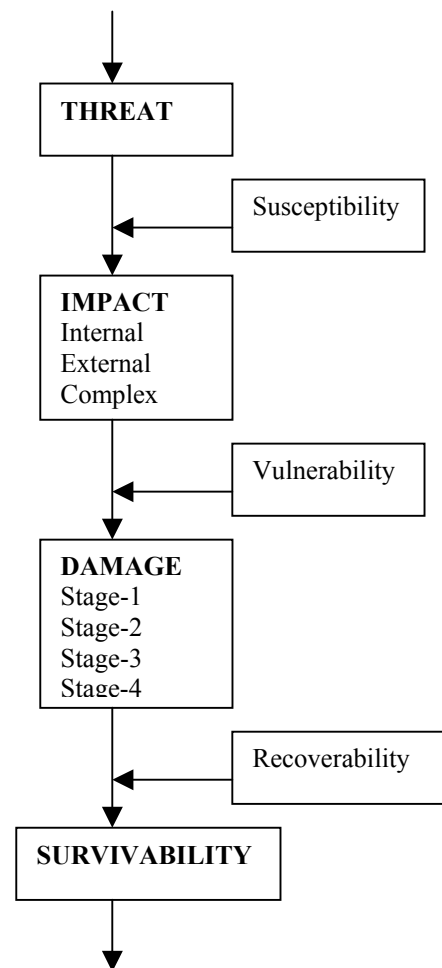 THREAT
Susceptibility
IMPACT
Internal
External
Complex
Vulnerability
DAMAGE
Stage-1
Stage-2
Stage-3
Stage-4
Recoverability
SURVIVABILITY